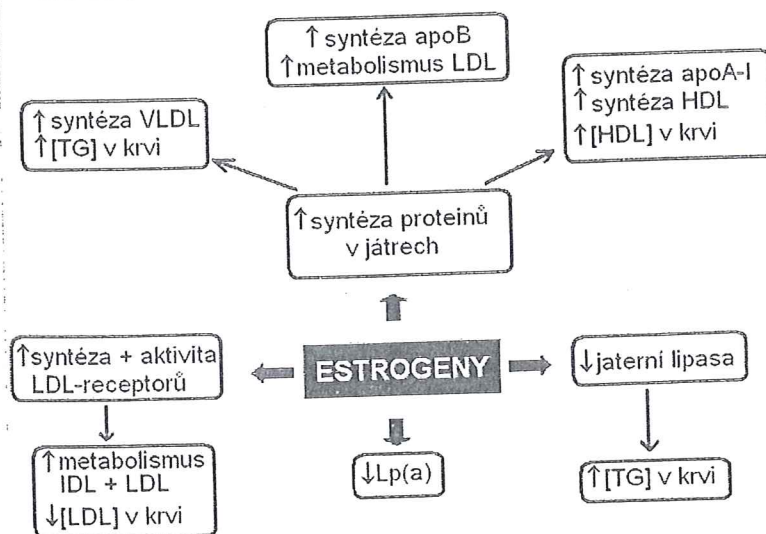 ↑ syntéza apoB
↑metabolismus LDL
↑ syntéza apoA-I
↑ syntéza HDL
↑ [HDL] v krvi
↑ syntéza VLDL
↑ [TG] v krvi
↑ syntéza proteinů
v játrech
↑syntéza + aktivita
LDL-receptorů
ESTROGENY
↓ jaterní lipasa
↑metabolismus
IDL + LDL
↓[LDL] v krvi
↓Lp(a)
↑ [TG] v krvi